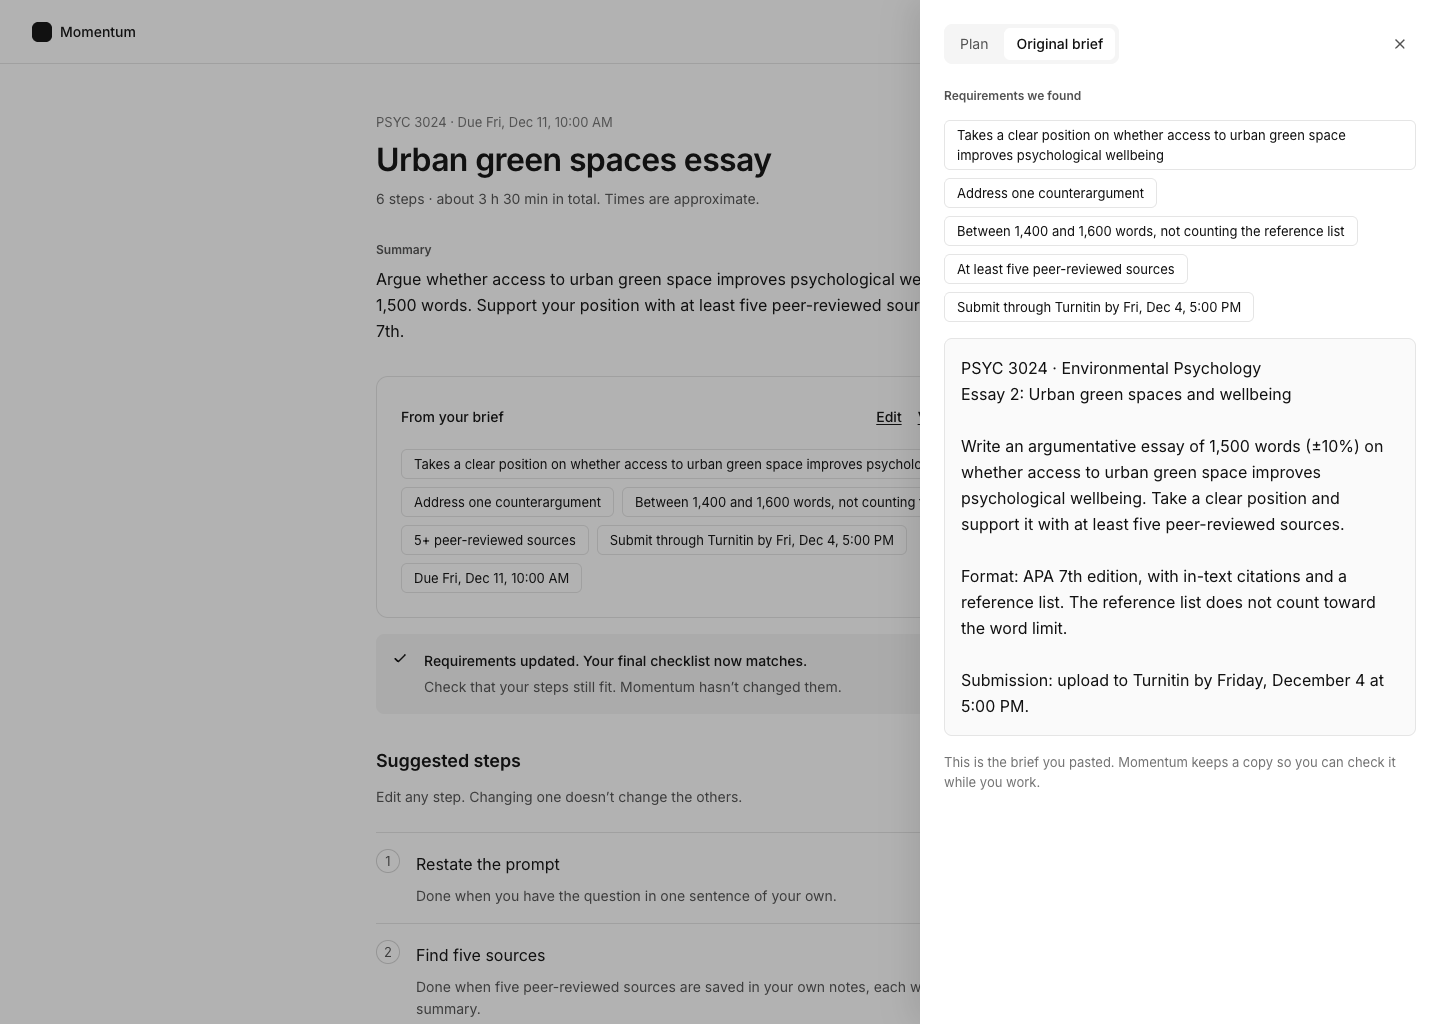 Momentum
PSYC 3024 · Due Fri, Dec 11, 10:00 AM
Urban green spaces essay
6 steps · about 3 h 30 min in total. Times are approximate.
Summary
Argue whether access to urban green space improves psychological
1,500 words. Support your position with at least five peer-reviewed
7th.
From your brief
Edit
Takes a clear position on whether access to urban green space improves
Address one counterargument
Between 1,400 and 1,600 words, not counting
5+ peer-reviewed sources
Submit through Turnitin by Fri, Dec 4, 5:00 PM
Due Fri, Dec 11, 10:00 AM
Requirements updated. Your final checklist now matches.
Check that your steps still fit. Momentum hasn’t changed them.
Suggested steps
Edit any step. Changing one doesn’t change the others.
1
Restate the prompt
Done when you have the question in one sentence of your own.
2
Find five sources
Done when five peer-reviewed sources are saved in your own notes, each
summary.
Plan
Original brief
Requirements we found
Takes a clear position on whether access to urban green space
improves psychological wellbeing
Address one counterargument
Between 1,400 and 1,600 words, not counting the reference list
At least five peer-reviewed sources
Submit through Turnitin by Fri, Dec 4, 5:00 PM
PSYC 3024 · Environmental Psychology
Essay 2: Urban green spaces and wellbeing
Write an argumentative essay of 1,500 words (±10%) on
whether access to urban green space improves
psychological wellbeing. Take a clear position and
support it with at least five peer-reviewed sources.
Format: APA 7th edition, with in-text citations and a
reference list. The reference list does not count toward
the word limit.
Submission: upload to Turnitin by Friday, December 4 at
5:00 PM.
This is the brief you pasted. Momentum keeps a copy so you can check it
while you work.